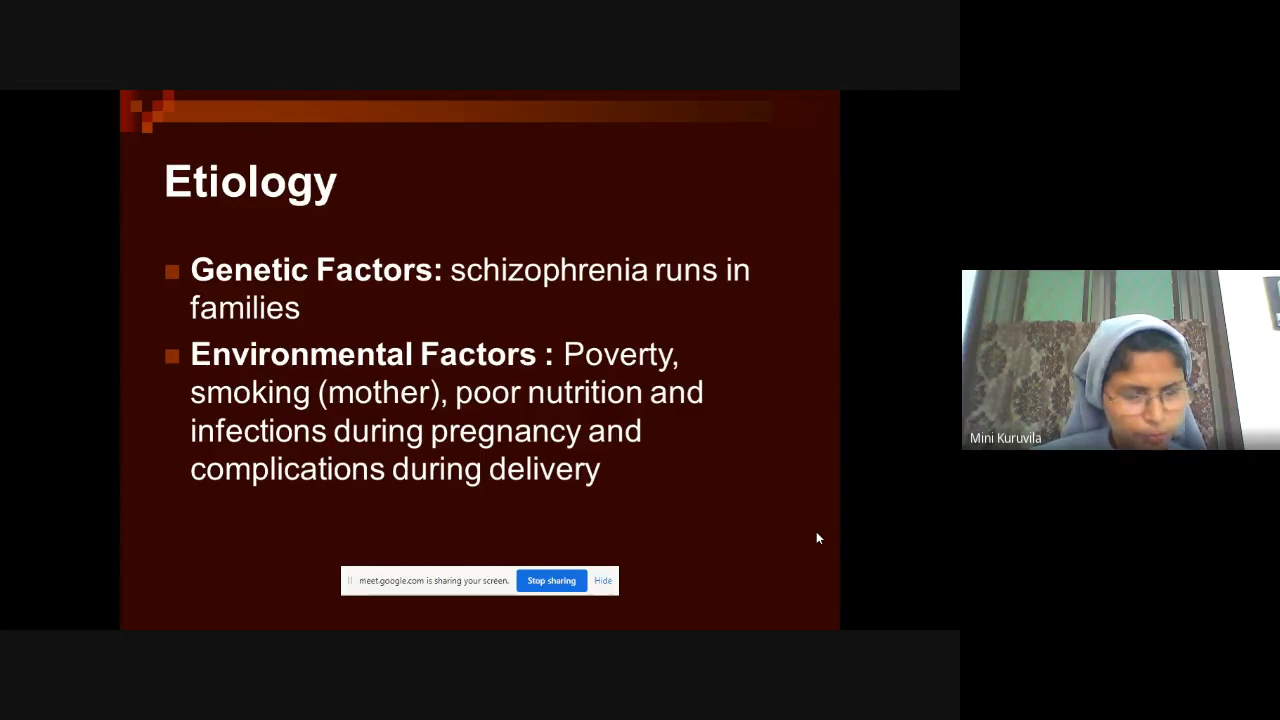 Etiology
Genetic Factors: schizophrenia runs in
families
Environmental Factors : Poverty,
smoking (mother), poor nutrition and
infections during pregnancy and
complications during delivery
meet.google.com is sharing your screen. Stop sharing Hide
Mini Kuruvila